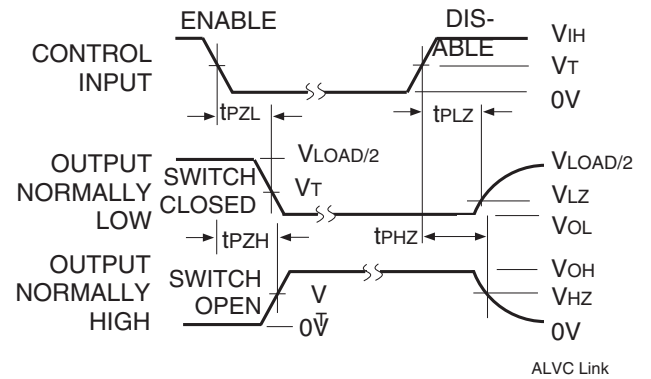 ENABLE
DIS-
ABLE
CONTROL
INPUT
VIH
VT
0V
tPZL
tPLZ
OUTPUT
NORMALLY
LOW
SWITCH
CLOSED
VLOAD/2
VT
VLOAD/2
VLZ
VOL
tPZH
tPHZ
OUTPUT
NORMALLY
HIGH
SWITCH
OPEN
VT
0V
VOH
VHZ
0V
ALVC Link